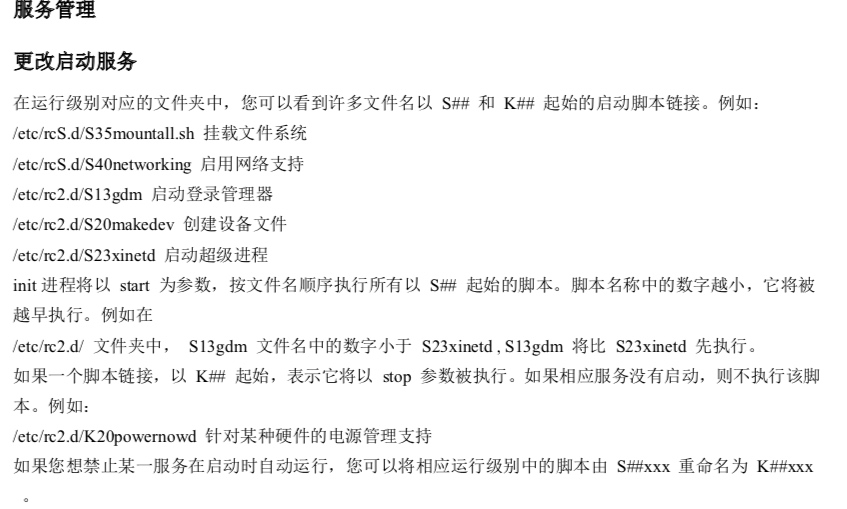 服务管理
更改启动服务
在运行级别对应的文件夹中，您可以看到许多文件名以 S## 和 K## 起始的启动脚本链接。例如：
/etc/rcS.d/S35mountall.sh 挂载文件系统
/etc/rcS.d/S40networking 启用网络支持
/etc/rc2.d/S13gdm 启动登录管理器
/etc/rc2.d/S20makedev 创建设备文件
/etc/rc2.d/S23xinetd 启动超级进程
init 进程将以 start 为参数，按文件名顺序执行所有以 S## 起始的脚本。脚本名称中的数字越小，它将被
越早执行。例如在
/etc/rc2.d/ 文件夹中， S13gdm 文件名中的数字小于 S23xinetd , S13gdm 将比 S23xinetd 先执行。
如果一个脚本链接，以 K## 起始，表示它将以 stop 参数被执行。如果相应服务没有启动，则不执行该脚
本。例如：
/etc/rc2.d/K20powernowd 针对某种硬件的电源管理支持
如果您想禁止某一服务在启动时自动运行，您可以将相应运行级别中的脚本由 S##xxx 重命名为 K##xxx
。